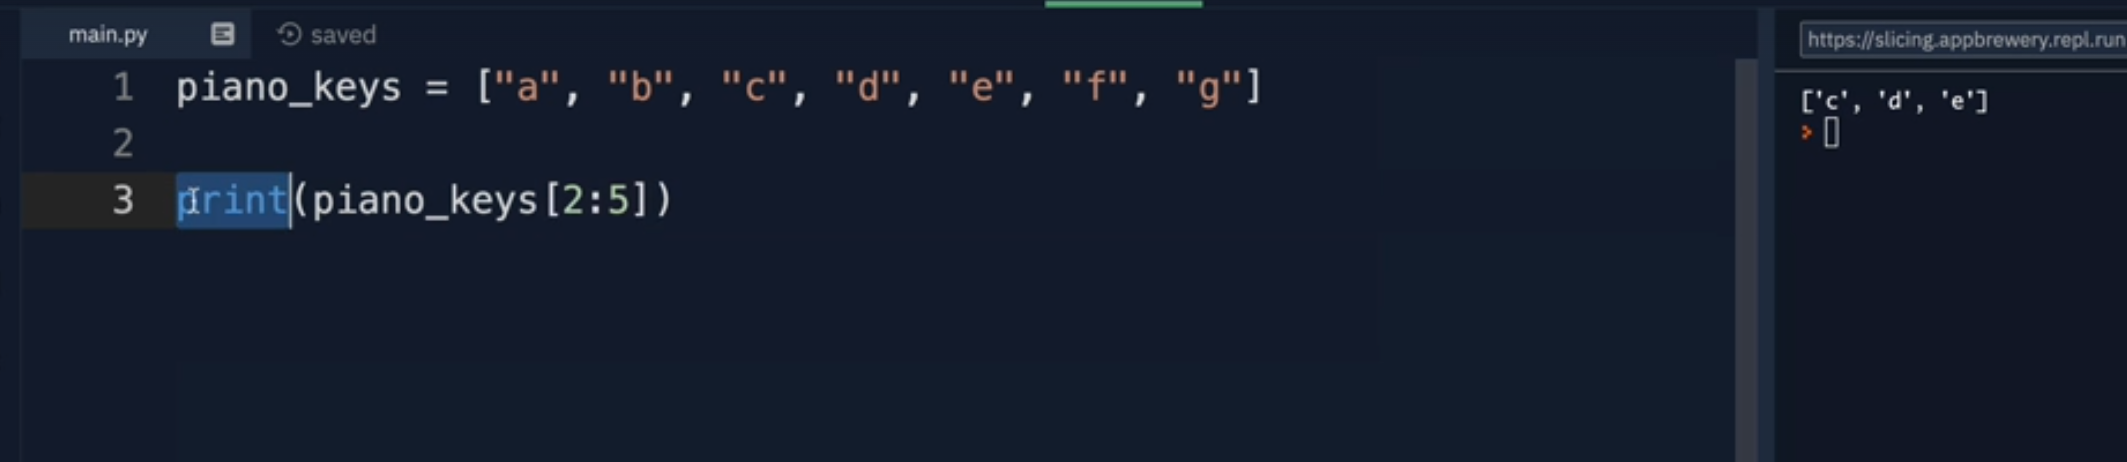 main.py saved
https://slicing.appbrewery.repl.run
1 piano_keys = ["a", "b", "c", "d", "e", "f", "g"]
2
3 print(piano_keys[2:5])
['c', 'd', 'e']